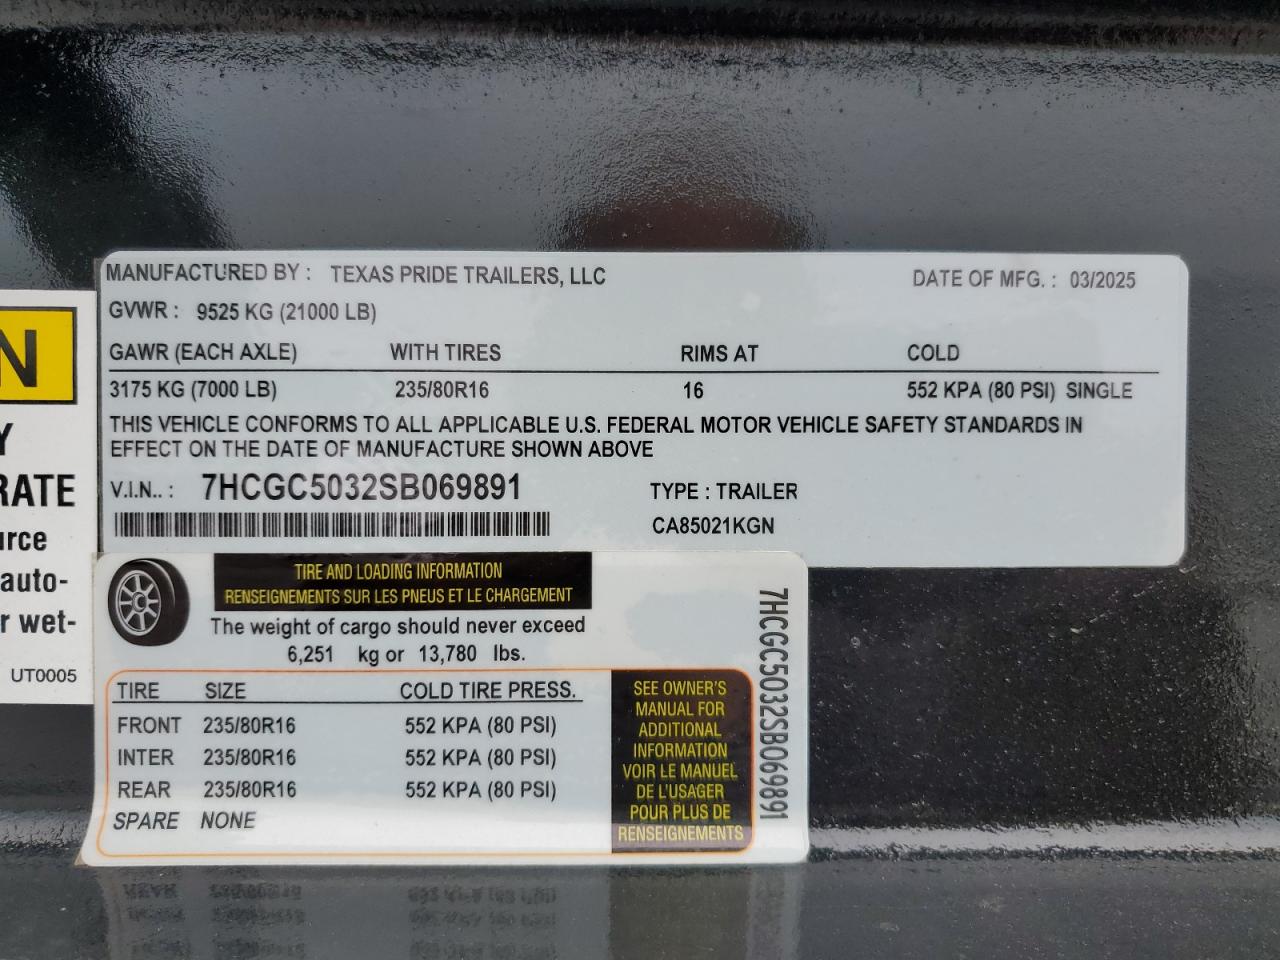 MANUFACTURED BY : TEXAS PRIDE TRAILERS, LLC DATE OF MFG. : 03/2025
GVWR : 9525 KG (21000 LB)
GAWR (EACH AXLE) WITH TIRES RIMS AT COLD
3175 KG (7000 LB) 235/80R16 16 552 KPA (80 PSI) SINGLE
THIS VEHICLE CONFORMS TO ALL APPLICABLE U.S. FEDERAL MOTOR VEHICLE SAFETY STANDARDS IN
EFFECT ON THE DATE OF MANUFACTURE SHOWN ABOVE
V.I.N.. : 7HCGC5032SB069891 TYPE : TRAILER
CA85021KGN
N
Y
RATE
urce
auto-
r wet-
UT0005
TIRE AND LOADING INFORMATION
RENSEIGNEMENTS SUR LES PNEUS ET LE CHARGEMENT
The weight of cargo should never exceed
6,251 kg or 13,780 lbs.
TIRE SIZE COLD TIRE PRESS.
FRONT 235/80R16 552 KPA (80 PSI)
INTER 235/80R16 552 KPA (80 PSI)
REAR 235/80R16 552 KPA (80 PSI)
SPARE NONE
SEE OWNER'S
MANUAL FOR
ADDITIONAL
INFORMATION
VOIR LE MANUEL
DE L'USAGER
POUR PLUS DE
RENSEIGNEMENTS
7HCGC5032SB069891